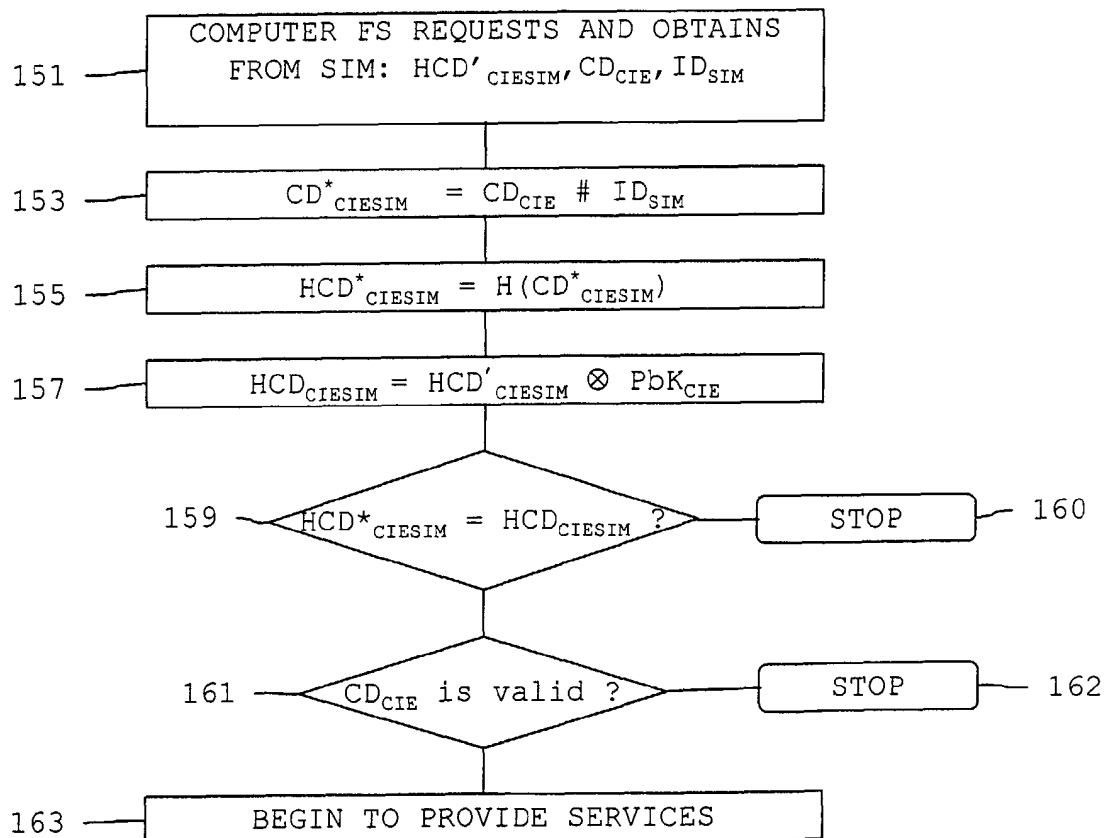 COMPUTER FS REQUESTS AND OBTAINS
151 FROM SIM: HCD'CIESIM, CDCIE, IDSIM
153 CD*CIESIM = CDCIE # IDSIM
155 HCD*CIESIM = H(CD*CIESIM)
157 HCDCIESIM = HCD'CIESIM ⊗ PbKCIE
159 HCD*CIESIM = HCDCIESIM ? STOP 160
161 CDCIE is valid ? STOP 162
163 BEGIN TO PROVIDE SERVICES